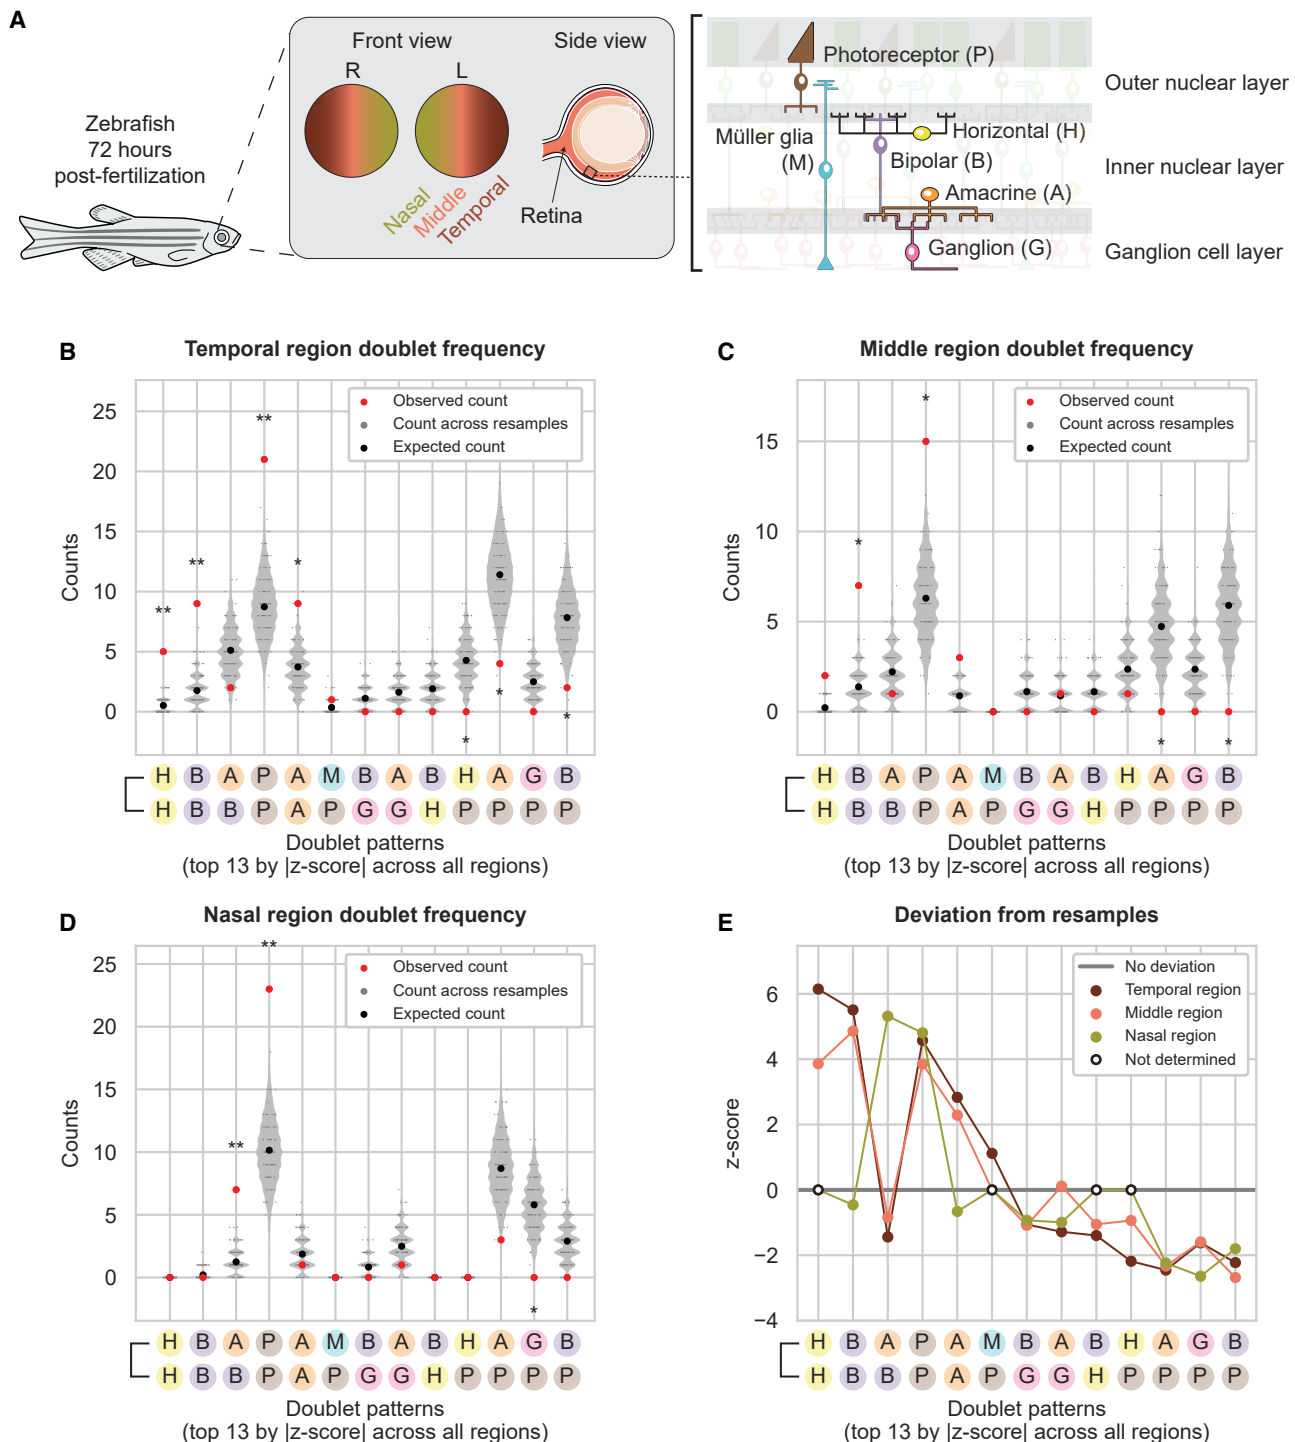 A
Zebrafish
72 hours
post-fertilization
Front view
Side view
R
L
Nasal
Middle
Temporal
Retina
Photoreceptor (P)
Müller glia
(M)
Horizontal (H)
Bipolar (B)
Amacrine (A)
Ganglion (G)
Outer nuclear layer
Inner nuclear layer
Ganglion cell layer
B
Temporal region doublet frequency
Observed count
Count across resamples
Expected count
Counts
25
20
15
10
5
0
** ** ** * * * *
H B A P A M B A B H A G B
H B B P A P G G H P P P P
Doublet patterns
(top 13 by |z-score| across all regions)
C
Middle region doublet frequency
Observed count
Count across resamples
Expected count
Counts
15
10
5
0
* * * *
H B A P A M B A B H A G B
H B B P A P G G H P P P P
Doublet patterns
(top 13 by |z-score| across all regions)
D
Nasal region doublet frequency
Observed count
Count across resamples
Expected count
Counts
25
20
15
10
5
0
** ** *
H B A P A M B A B H A G B
H B B P A P G G H P P P P
Doublet patterns
(top 13 by |z-score| across all regions)
E
Deviation from resamples
No deviation
Temporal region
Middle region
Nasal region
Not determined
z-score
6
4
2
0
−2
−4
H B A P A M B A B H A G B
H B B P A P G G H P P P P
Doublet patterns
(top 13 by |z-score| across all regions)